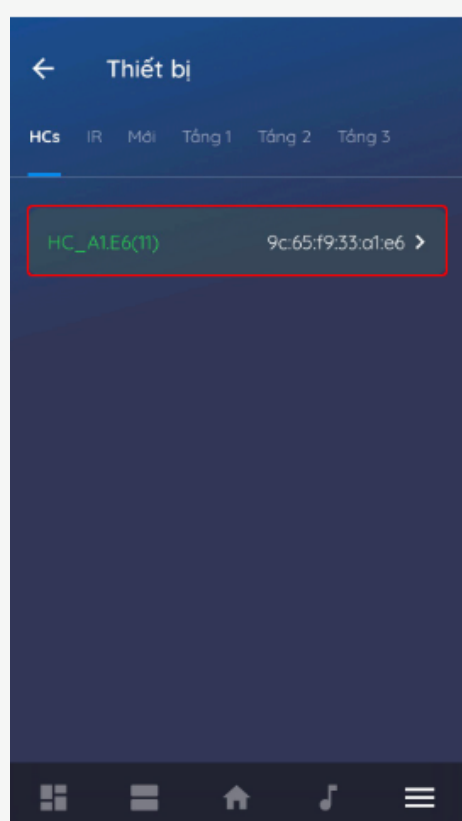 Thiết bị
HCs IR Mới Tầng 1 Tầng 2 Tầng 3
HC_A1.E6(11) 9c:65:f9:33:a1:e6